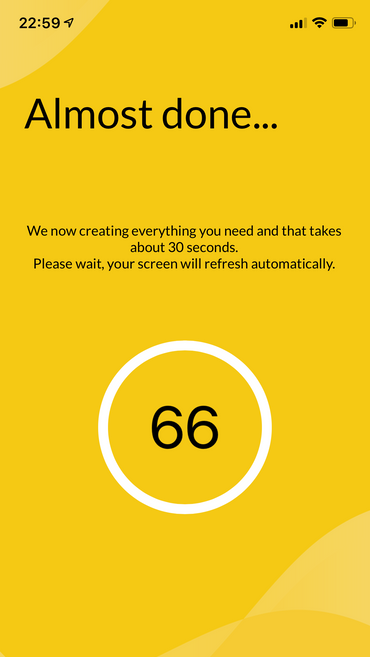 22:59
Almost done...
We now creating everything you need and that takes
about 30 seconds.
Please wait, your screen will refresh automatically.
66